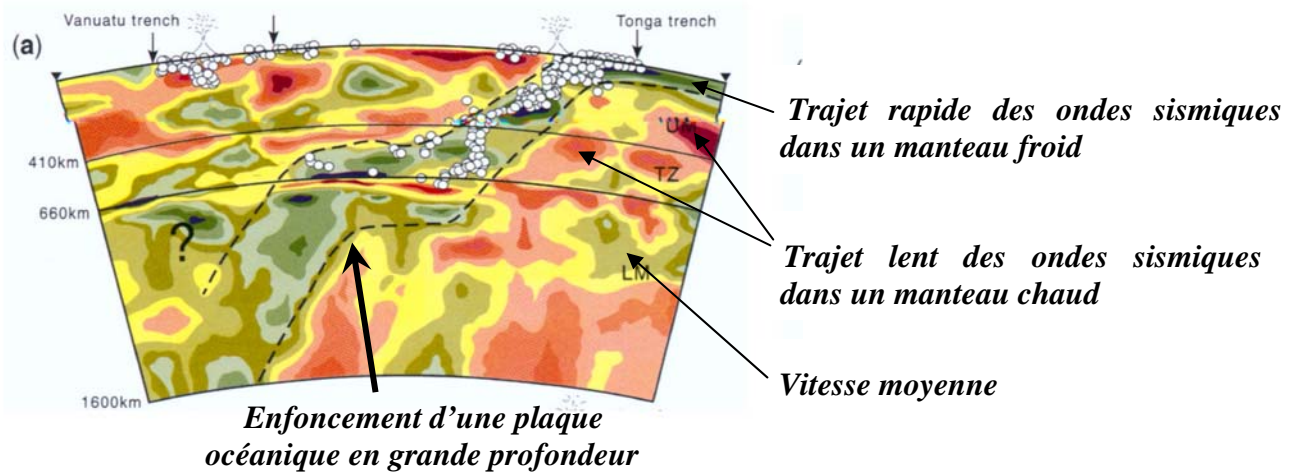 Vanuatu trench
Tonga trench
(a)
Trajet rapide des ondes sismiques
dans un manteau froid
UM
410km
TZ
660km
?
Trajet lent des ondes sismiques
dans un manteau chaud
LM
Vitesse moyenne
1600km
Enfoncement d’une plaque
océanique en grande profondeur